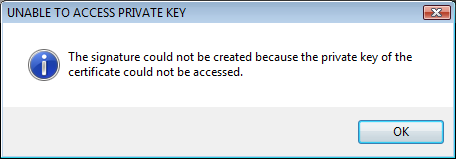 UNABLE TO ACCESS PRIVATE KEY
The signature could not be created because the private key of the
certificate could not be accessed.
OK